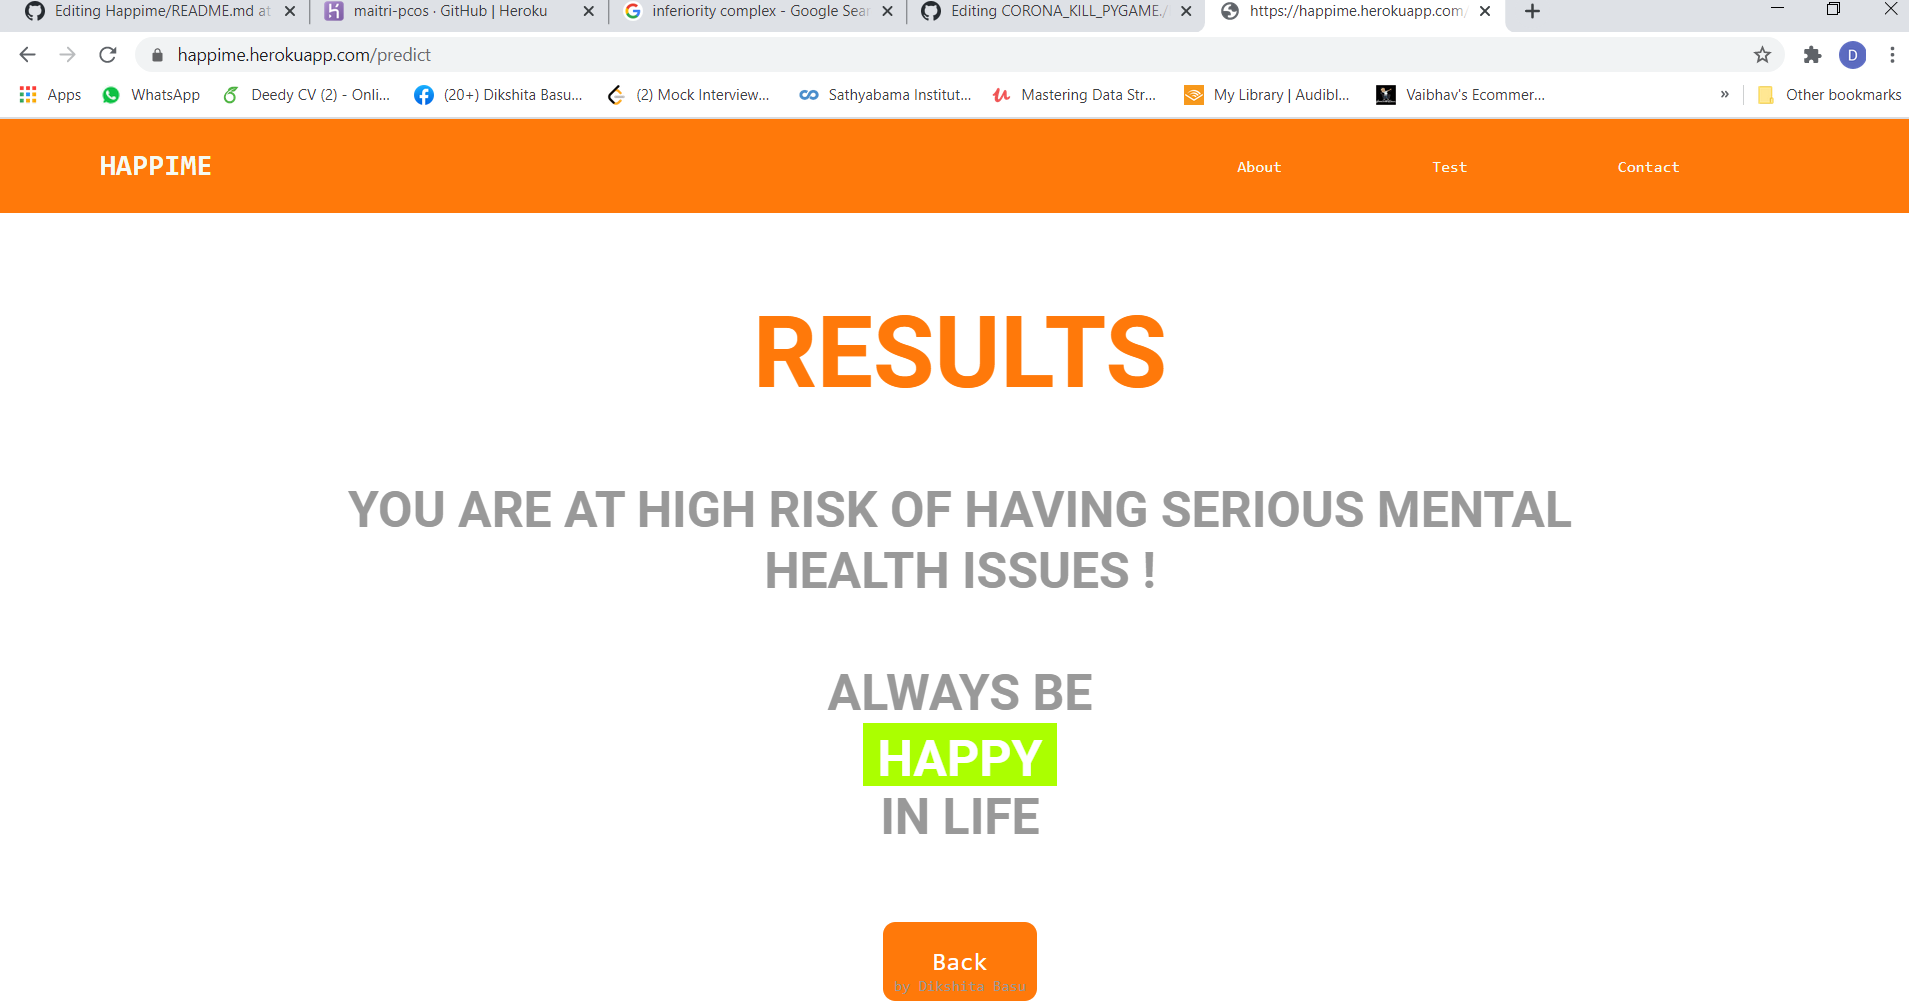 Editing Happime/README.md at
maitri-pcos · GitHub | Heroku
inferiority complex - Google Sear
Editing CORONA_KILL_PYGAME./
https://happime.herokuapp.com/
happime.herokuapp.com/predict
D
Apps
WhatsApp
Deedy CV (2) - Onli...
(20+) Dikshita Basu...
(2) Mock Interview...
Sathyabama Institut...
Mastering Data Str...
My Library | Audibl...
Vaibhav's Ecommer...
»
Other bookmarks
HAPPIME
About
Test
Contact
RESULTS
YOU ARE AT HIGH RISK OF HAVING SERIOUS MENTAL
HEALTH ISSUES !
ALWAYS BE
HAPPY
IN LIFE
Back
by Dikshita Basu